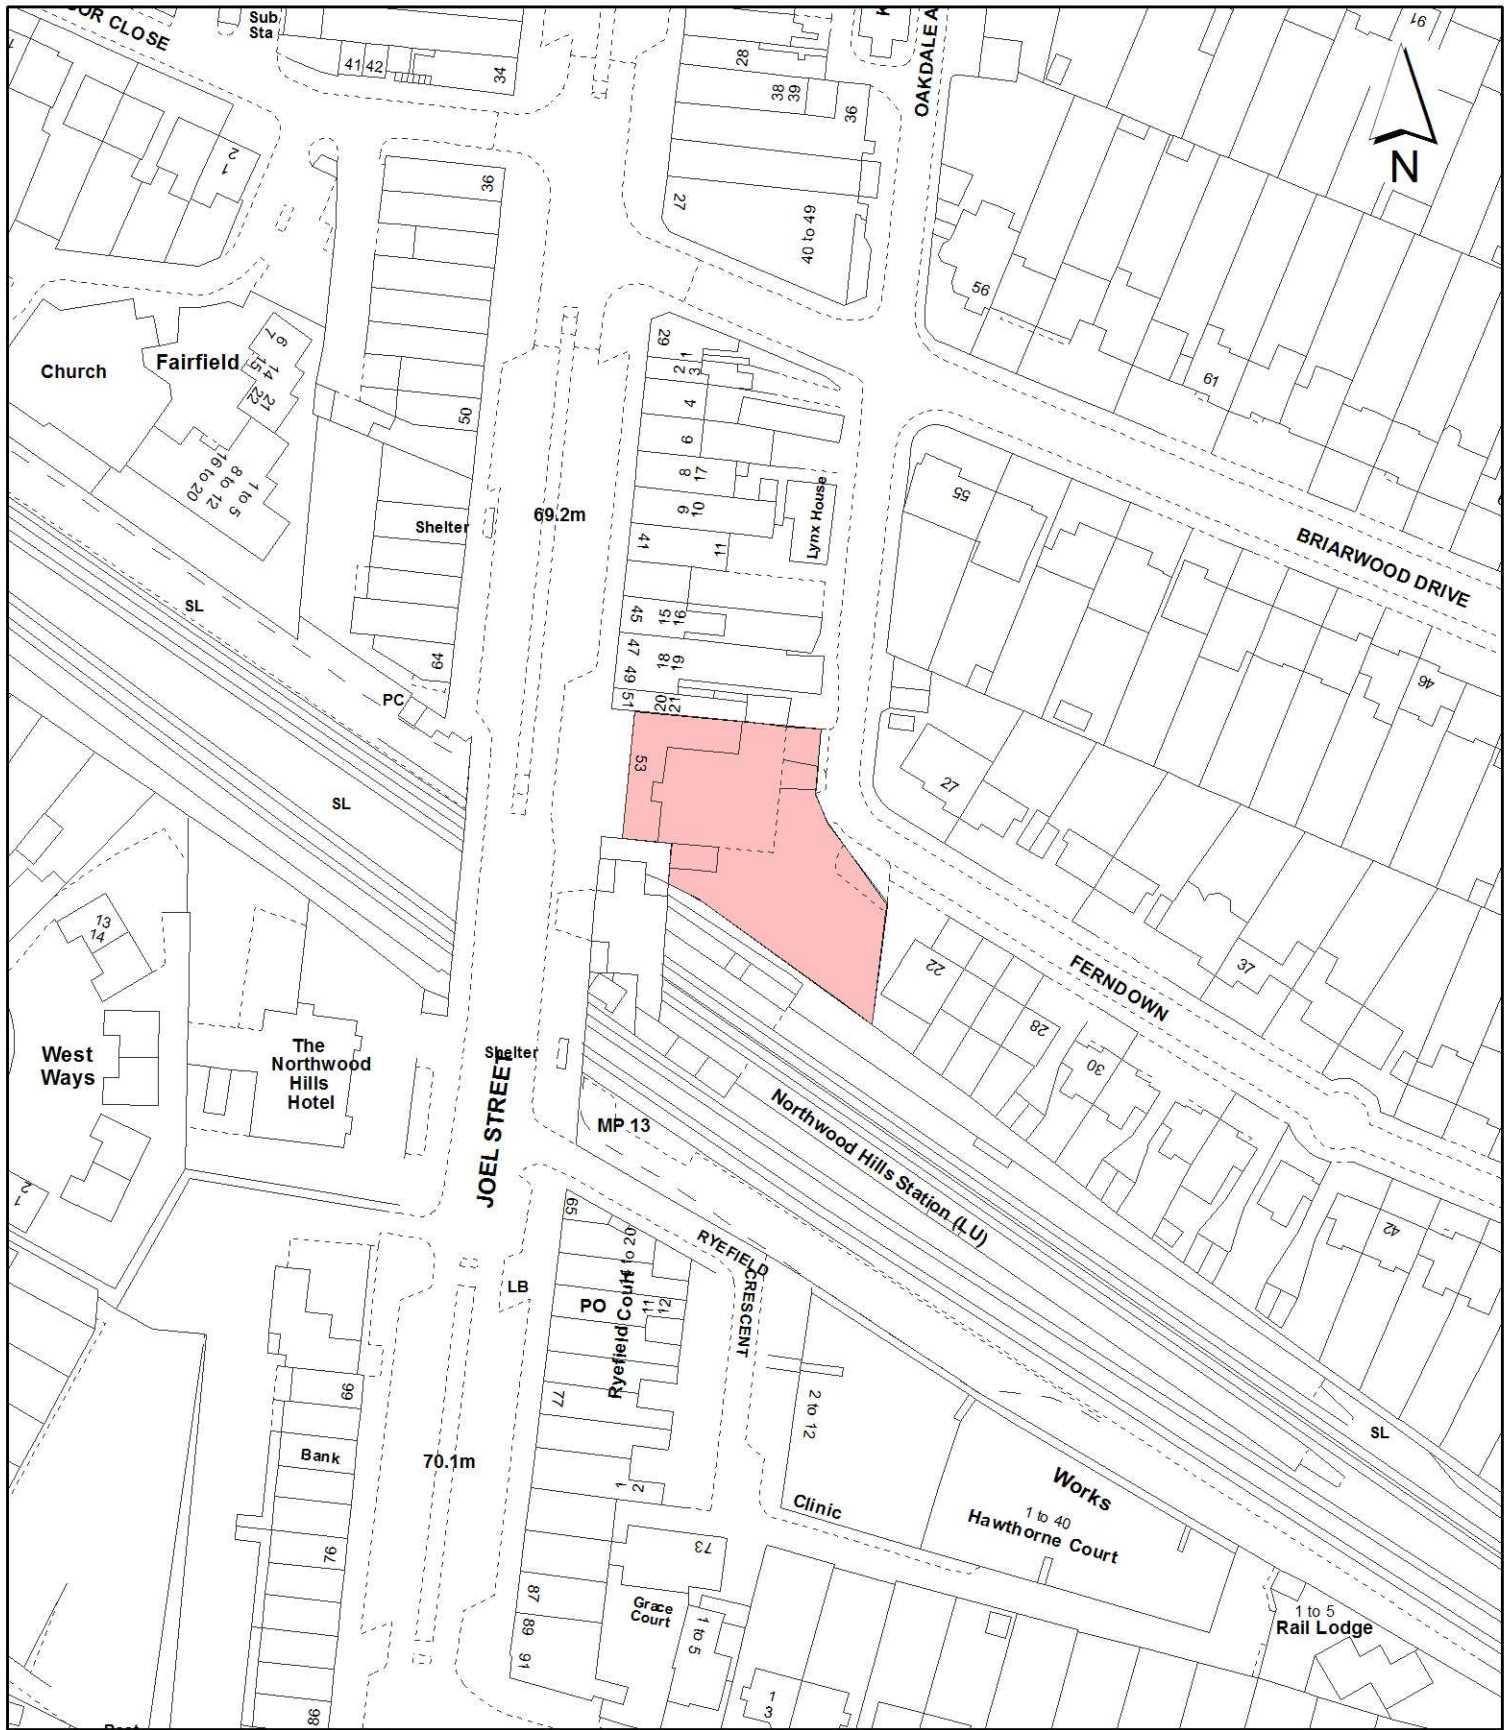 OOR CLOSE
Sub
Sta
41
42
34
28
38
39
36
OAKDALE A
91
N
2
1
36
27
40 to 49
56
Church
Fairfield
6
7
14
15
21
22
1 to 5
8 to 12
16 to 20
50
29
1
2
3
4
6
8
17
9
10
41
11
Lynx House
61
55
BRIARWOOD DRIVE
Shelter
69.2m
SL
45
15
16
47
18
19
49
51
20
21
64
PC
46
53
27
SL
13
14
22
37
FERNDOWN
28
30
West
Ways
The
Northwood
Hills
Hotel
Shelter
JOEL STREET
MP 13
Northwood Hills Station (LU)
2
1
65
RYEFIELD
CRESCENT
42
LB
PO
Ryefield Court
11
12
66
77
2 to 12
Bank
70.1m
SL
1
2
Clinic
Works
1 to 40
Hawthorne Court
76
73
87
Grace
Court
89
1 to 5
91
1 to 5
Rail Lodge
1
3
86